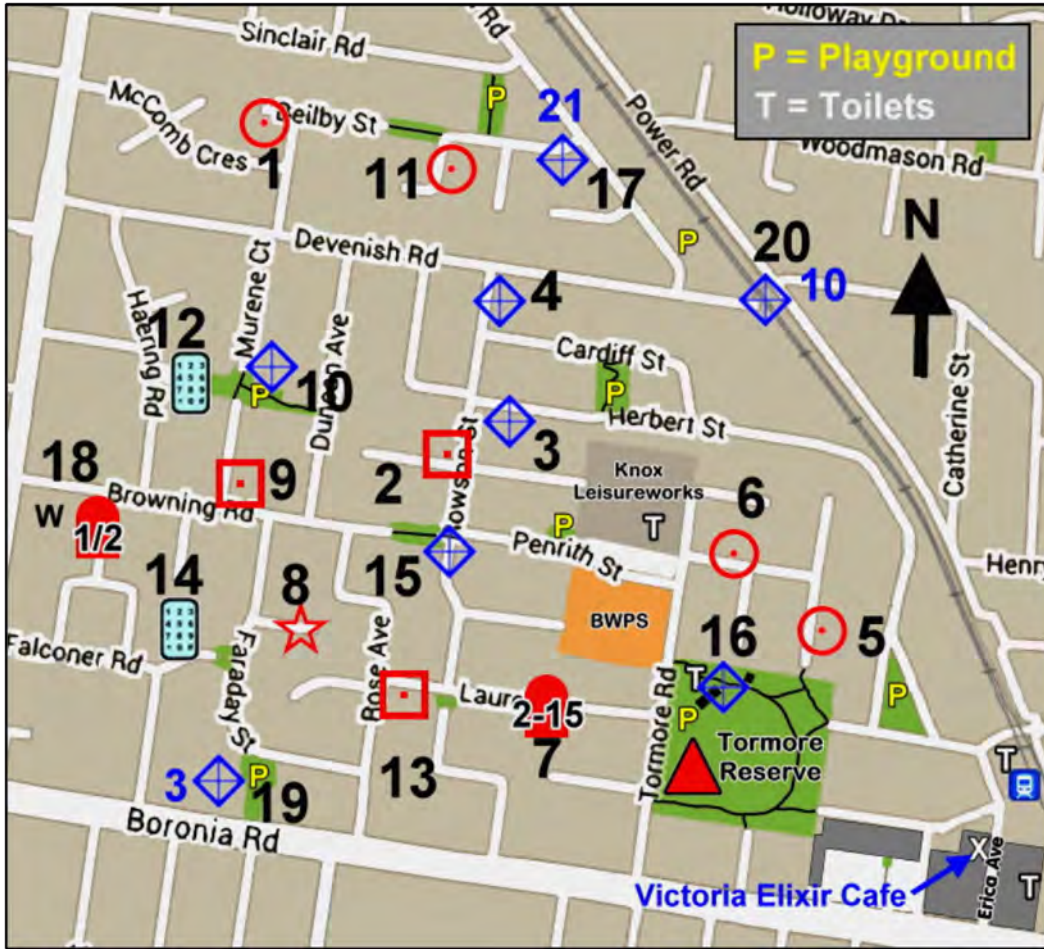 Sinclair Rd
Rd
Holloway
P = Playground
T = Toilets
McComb Cres
Geilby St
P
21
Power Rd
Woodmason Rd
1
11
17
N
Devenish Rd
P
20
10
4
Murene Ct
Haering Rd
12
Duncan Ave
Cardiff St
Catherine St
P
10
P
Herbert St
3
18
9
2
Howson St
Knox
Leisureworks
6
W
Browning Rd
1/2
P
T
Penrith St
Henry
14
8
15
BWPS
16
5
Falconer Rd
Faraday St
Rose Ave
T
Laure
2-15
Tormore Rd
P
P
Tormore
Reserve
7
13
3
P
19
T
Boronia Rd
X
Erica Ave
Victoria Elixir Cafe
T